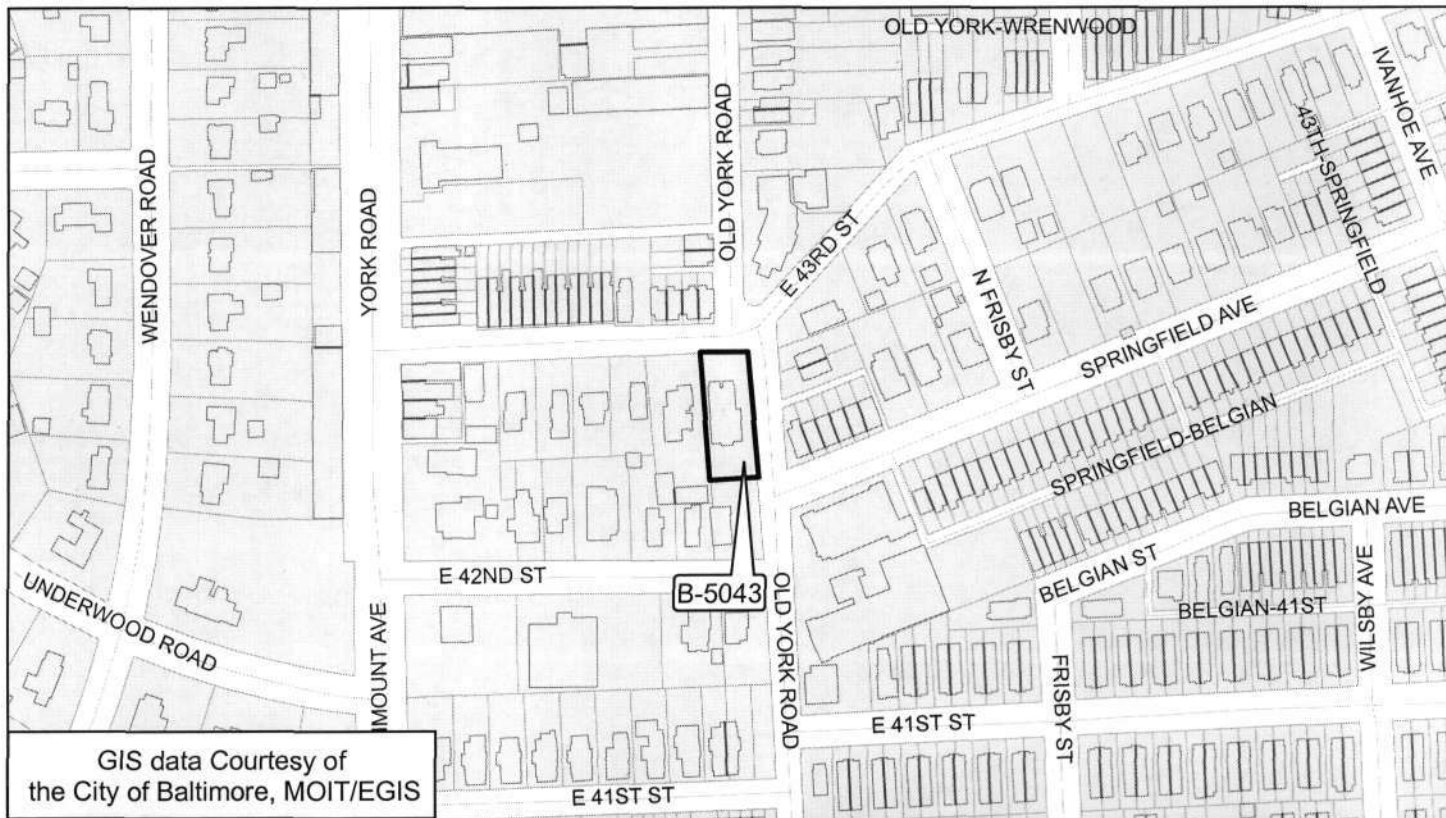 OLD YORK-WRENWOOD
IVANHOE AVE
WENDOVER ROAD
YORK ROAD
OLD YORK ROAD
E 43RD ST
N FRISBY ST
43TH-SPRINGFIELD
SPRINGFIELD AVE
SPRINGFIELD-BELGIAN
BELGIAN AVE
BELGIAN ST
E 42ND ST
B-5043
BELGIAN-41ST
WILSBY AVE
UNDERWOOD ROAD
IMOUNT AVE
OLD YORK ROAD
FRISBY ST
E 41ST ST
E 41ST ST
GIS data Courtesy of
the City of Baltimore, MOIT/EGIS